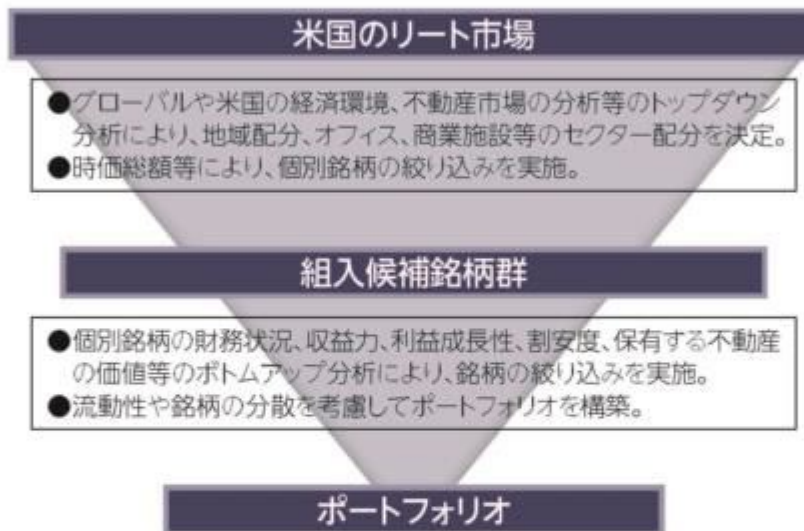 米国のリート市場
●グローバルや米国の経済環境、不動産市場の分析等のトップダウン
分析により、地域配分、オフィス、商業施設等のセクター配分を決定。
●時価総額等により、個別銘柄の絞り込みを実施。
組入候補銘柄群
●個別銘柄の財務状況、収益力、利益成長性、割安度、保有する不動産
の価値等のボトムアップ分析により、銘柄の絞り込みを実施。
●流動性や銘柄の分散を考慮してポートフォリオを構築。
ポートフォリオ